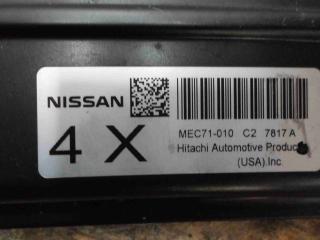 NISSAN
4 X
MEC71-010 C2 7817 A
Hitachi Automotive Products
(USA).Inc.